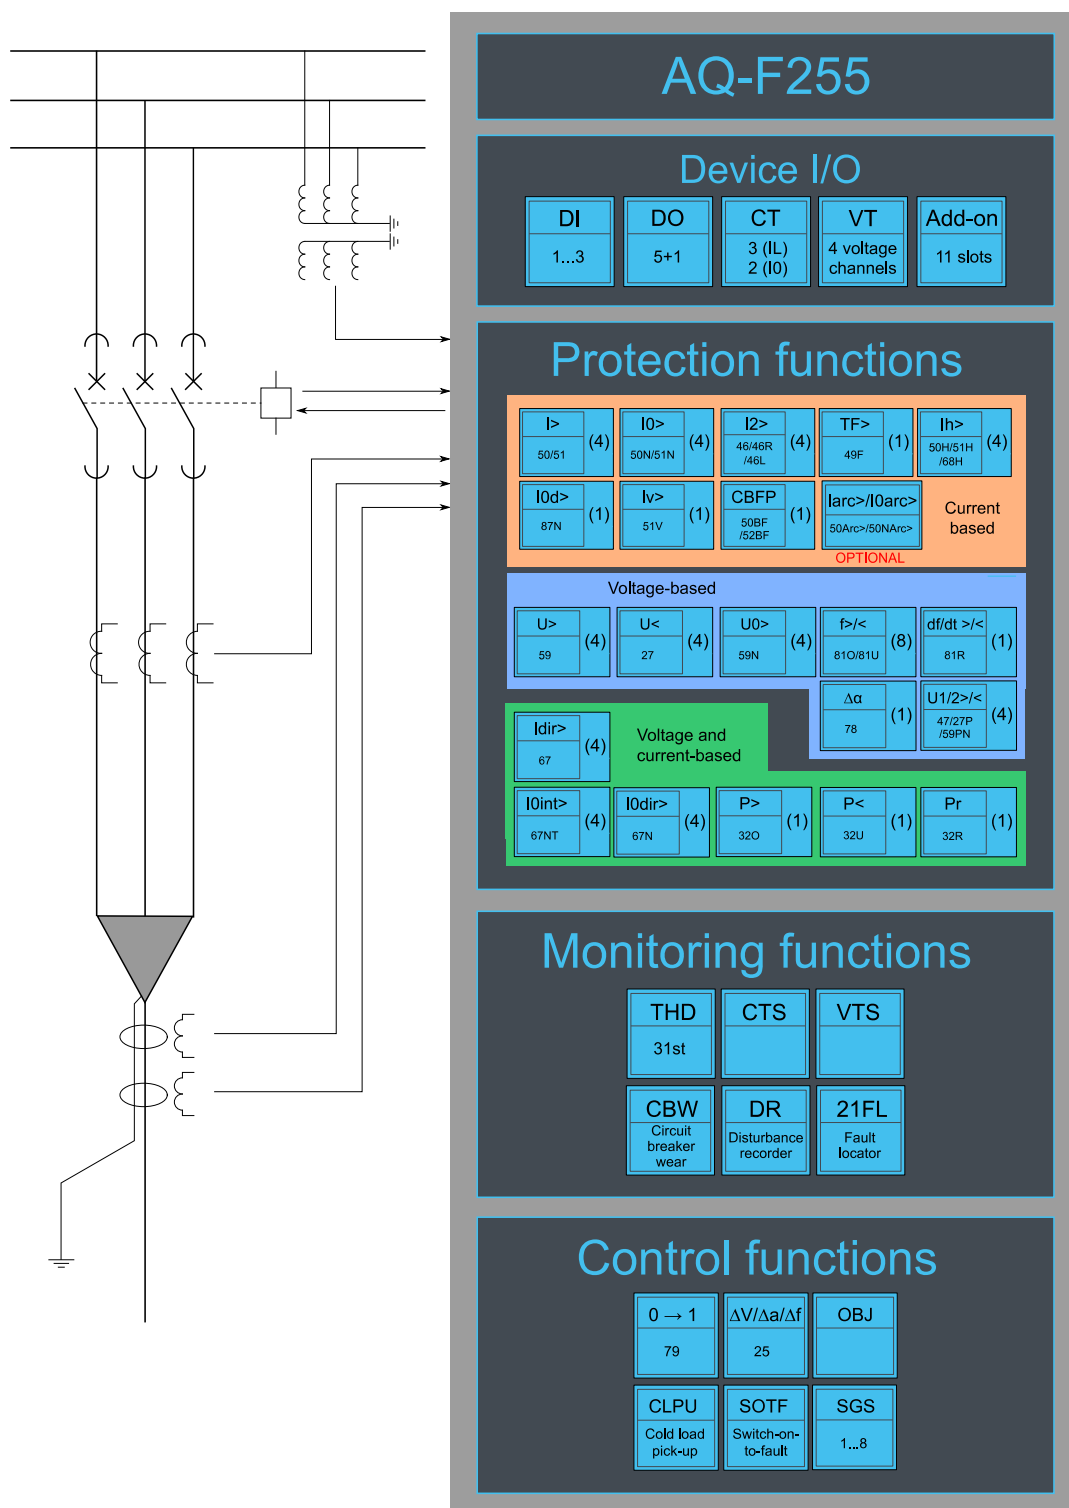 AQ-F255
Device I/O
DI
1...3
DO
5+1
CT
3 (IL)
2 (I0)
VT
4 voltage
channels
Add-on
11 slots
Protection functions
I>
50/51
(4)
I0>
50N/51N
(4)
I2>
46/46R
/46L
(4)
TF>
49F
(1)
Ih>
50H/51H
/68H
(4)
I0d>
87N
(1)
Iv>
51V
(1)
CBFP
50BF
/52BF
(1)
Iarc>/I0arc>
50Arc>/50NArc>
OPTIONAL
Current
based
Voltage-based
U>
59
(4)
U<
27
(4)
U0>
59N
(4)
f>/<
81O/81U
(8)
df/dt >/<
81R
(1)
Δα
78
(1)
U1/2>/<
47/27P
/59PN
(4)
Idir>
67
(4)
Voltage and
current-based
I0int>
67NT
(4)
I0dir>
67N
(4)
P>
32O
(1)
P<
32U
(1)
Pr
32R
(1)
Monitoring functions
THD
31st
CTS
VTS
CBW
Circuit
breaker
wear
DR
Disturbance
recorder
21FL
Fault
locator
Control functions
0 → 1
79
ΔV/Δa/Δf
25
OBJ
CLPU
Cold load
pick-up
SOTF
Switch-on-
to-fault
SGS
1...8